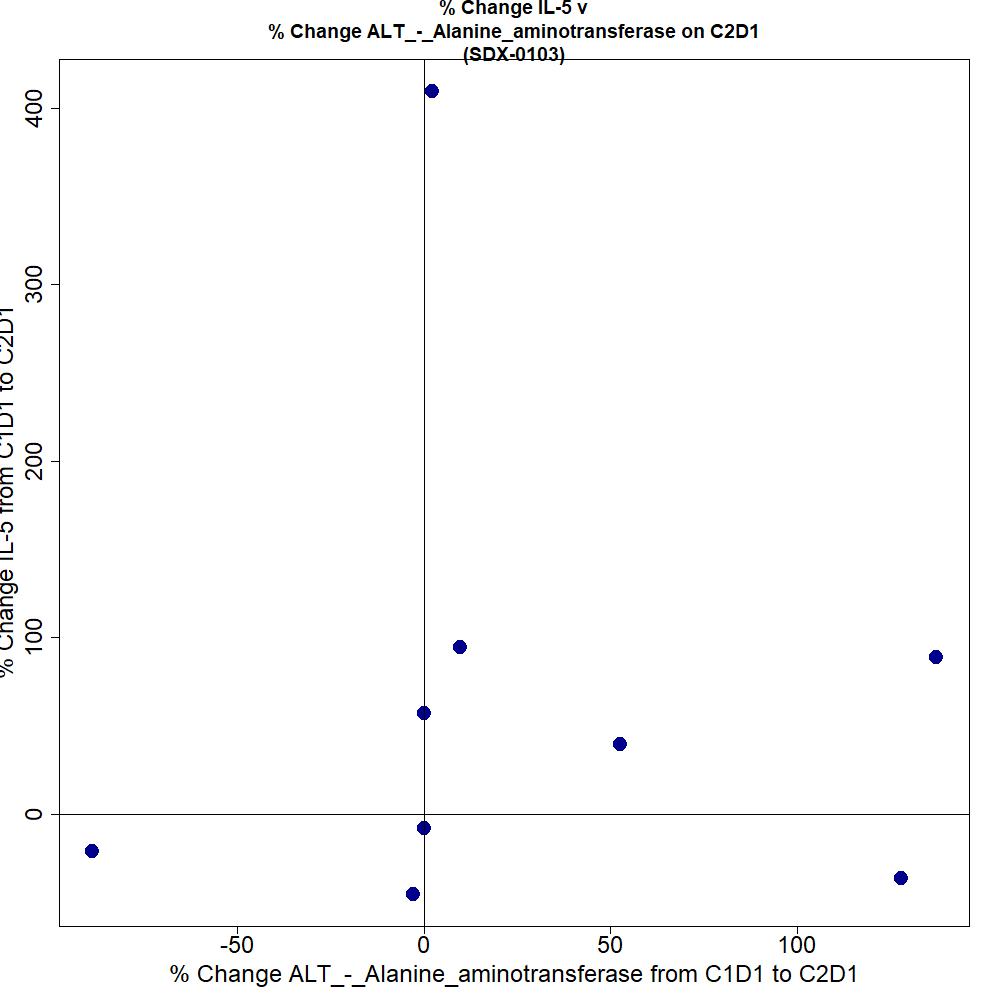 % Change IL-5 v
% Change ALT_-_Alanine_aminotransferase on C2D1
(SDX-0103)
% Change IL-5 from C1D1 to C2D1
400
300
200
100
0
-50
0
50
100
% Change ALT_-_Alanine_aminotransferase from C1D1 to C2D1